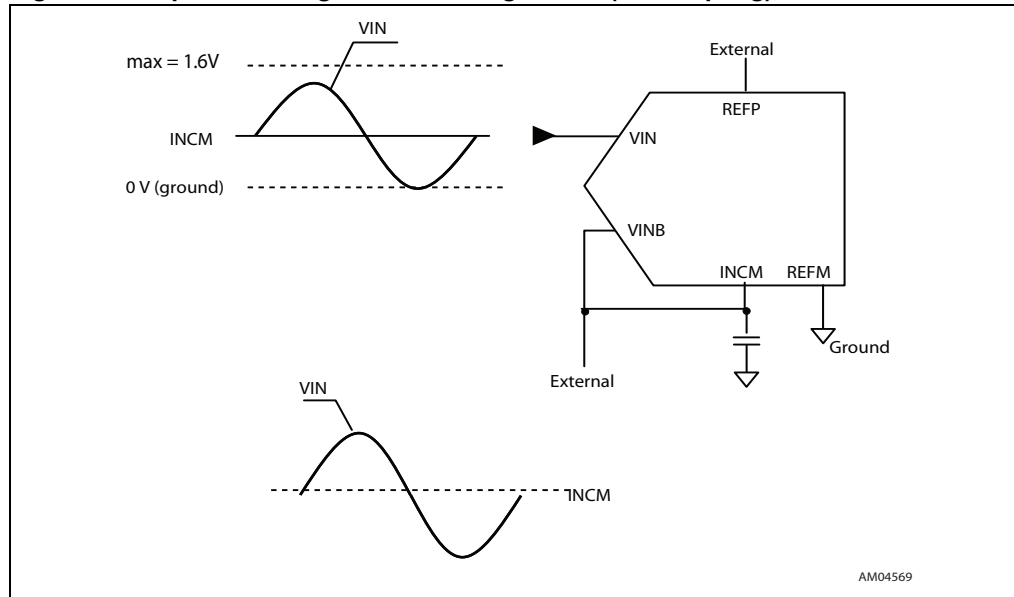 VIN
max = 1.6V
INCM
0 V (ground)
External
REFP
VIN
VINB
INCM REFM
Ground
External
VIN
INCM
AM04569